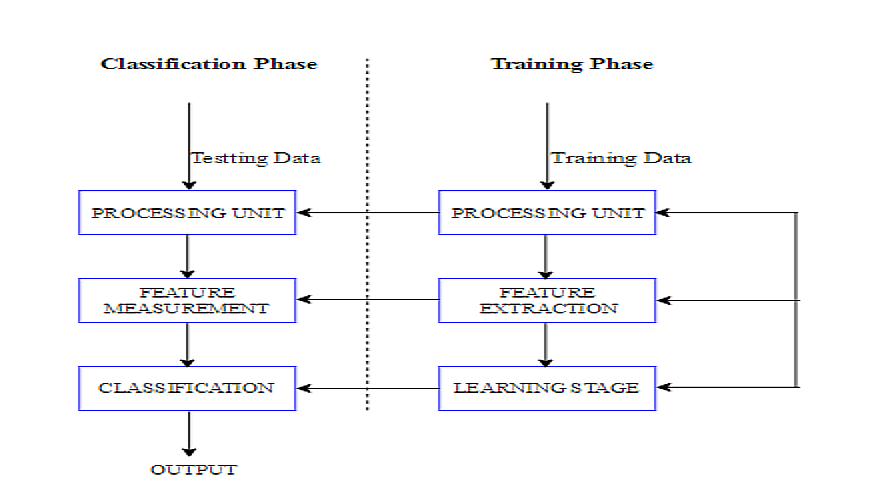 Classification Phase
Training Phase
Testting Data
Training Data
PROCESSING UNIT
PROCESSING UNIT
FEATURE
MEASUREMENT
FEATURE
EXTRACTION
CLASSIFICATION
LEARNING STAGE
OUTPUT